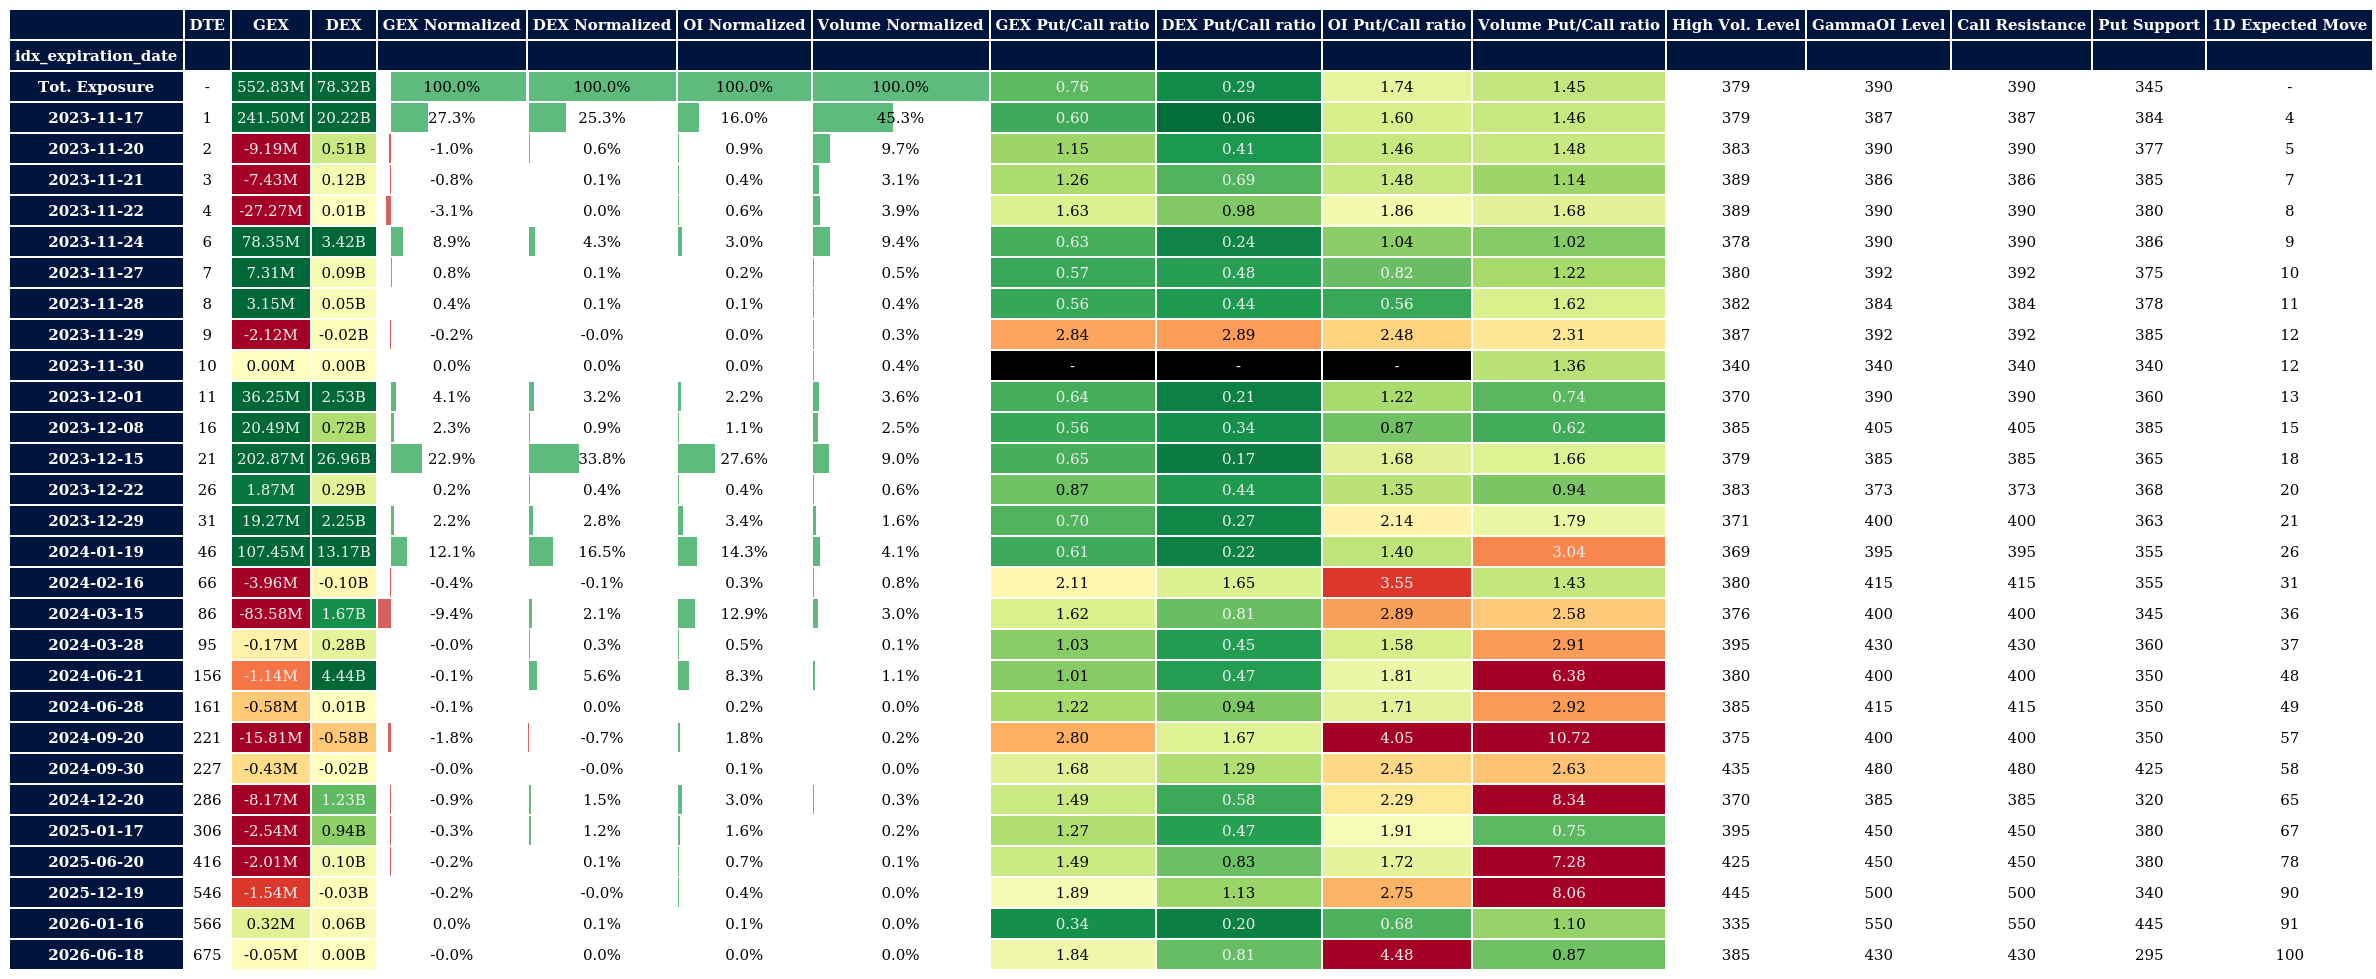 DTE GEX DEX GEX Normalized DEX Normalized OI Normalized Volume Normalized GEX Put/Call ratio DEX Put/Call ratio OI Put/Call ratio Volume Put/Call ratio High Vol. Level GammaOI Level Call Resistance Put Support 1D Expected Move
idx_expiration_date
Tot. Exposure - 552.83M 78.32B 100.0% 100.0% 100.0% 100.0% 0.76 0.29 1.74 1.45 379 390 390 345 -
2023-11-17 1 241.50M 20.22B 27.3% 25.3% 16.0% 45.3% 0.60 0.06 1.60 1.46 379 387 387 384 4
2023-11-20 2 -9.19M 0.51B -1.0% 0.6% 0.9% 9.7% 1.15 0.41 1.46 1.48 383 390 390 377 5
2023-11-21 3 -7.43M 0.12B -0.8% 0.1% 0.4% 3.1% 1.26 0.69 1.48 1.14 389 386 386 385 7
2023-11-22 4 -27.27M 0.01B -3.1% 0.0% 0.6% 3.9% 1.63 0.98 1.86 1.68 389 390 390 380 8
2023-11-24 6 78.35M 3.42B 8.9% 4.3% 3.0% 9.4% 0.63 0.24 1.04 1.02 378 390 390 386 9
2023-11-27 7 7.31M 0.09B 0.8% 0.1% 0.2% 0.5% 0.57 0.48 0.82 1.22 380 392 392 375 10
2023-11-28 8 3.15M 0.05B 0.4% 0.1% 0.1% 0.4% 0.56 0.44 0.56 1.62 382 384 384 378 11
2023-11-29 9 -2.12M -0.02B -0.2% -0.0% 0.0% 0.3% 2.84 2.89 2.48 2.31 387 392 392 385 12
2023-11-30 10 0.00M 0.00B 0.0% 0.0% 0.0% 0.4% - - - 1.36 340 340 340 340 12
2023-12-01 11 36.25M 2.53B 4.1% 3.2% 2.2% 3.6% 0.64 0.21 1.22 0.74 370 390 390 360 13
2023-12-08 16 20.49M 0.72B 2.3% 0.9% 1.1% 2.5% 0.56 0.34 0.87 0.62 385 405 405 385 15
2023-12-15 21 202.87M 26.96B 22.9% 33.8% 27.6% 9.0% 0.65 0.17 1.68 1.66 379 385 385 365 18
2023-12-22 26 1.87M 0.29B 0.2% 0.4% 0.4% 0.6% 0.87 0.44 1.35 0.94 383 373 373 368 20
2023-12-29 31 19.27M 2.25B 2.2% 2.8% 3.4% 1.6% 0.70 0.27 2.14 1.79 371 400 400 363 21
2024-01-19 46 107.45M 13.17B 12.1% 16.5% 14.3% 4.1% 0.61 0.22 1.40 3.04 369 395 395 355 26
2024-02-16 66 -3.96M -0.10B -0.4% -0.1% 0.3% 0.8% 2.11 1.65 3.55 1.43 380 415 415 355 31
2024-03-15 86 -83.58M 1.67B -9.4% 2.1% 12.9% 3.0% 1.62 0.81 2.89 2.58 376 400 400 345 36
2024-03-28 95 -0.17M 0.28B -0.0% 0.3% 0.5% 0.1% 1.03 0.45 1.58 2.91 395 430 430 360 37
2024-06-21 156 -1.14M 4.44B -0.1% 5.6% 8.3% 1.1% 1.01 0.47 1.81 6.38 380 400 400 350 48
2024-06-28 161 -0.58M 0.01B -0.1% 0.0% 0.2% 0.0% 1.22 0.94 1.71 2.92 385 415 415 350 49
2024-09-20 221 -15.81M -0.58B -1.8% -0.7% 1.8% 0.2% 2.80 1.67 4.05 10.72 375 400 400 350 57
2024-09-30 227 -0.43M -0.02B -0.0% -0.0% 0.1% 0.0% 1.68 1.29 2.45 2.63 435 480 480 425 58
2024-12-20 286 -8.17M 1.23B -0.9% 1.5% 3.0% 0.3% 1.49 0.58 2.29 8.34 370 385 385 320 65
2025-01-17 306 -2.54M 0.94B -0.3% 1.2% 1.6% 0.2% 1.27 0.47 1.91 0.75 395 450 450 380 67
2025-06-20 416 -2.01M 0.10B -0.2% 0.1% 0.7% 0.1% 1.49 0.83 1.72 7.28 425 450 450 380 78
2025-12-19 546 -1.54M -0.03B -0.2% -0.0% 0.4% 0.0% 1.89 1.13 2.75 8.06 445 500 500 340 90
2026-01-16 566 0.32M 0.06B 0.0% 0.1% 0.1% 0.0% 0.34 0.20 0.68 1.10 335 550 550 445 91
2026-06-18 675 -0.05M 0.00B -0.0% 0.0% 0.0% 0.0% 1.84 0.81 4.48 0.87 385 430 430 295 100